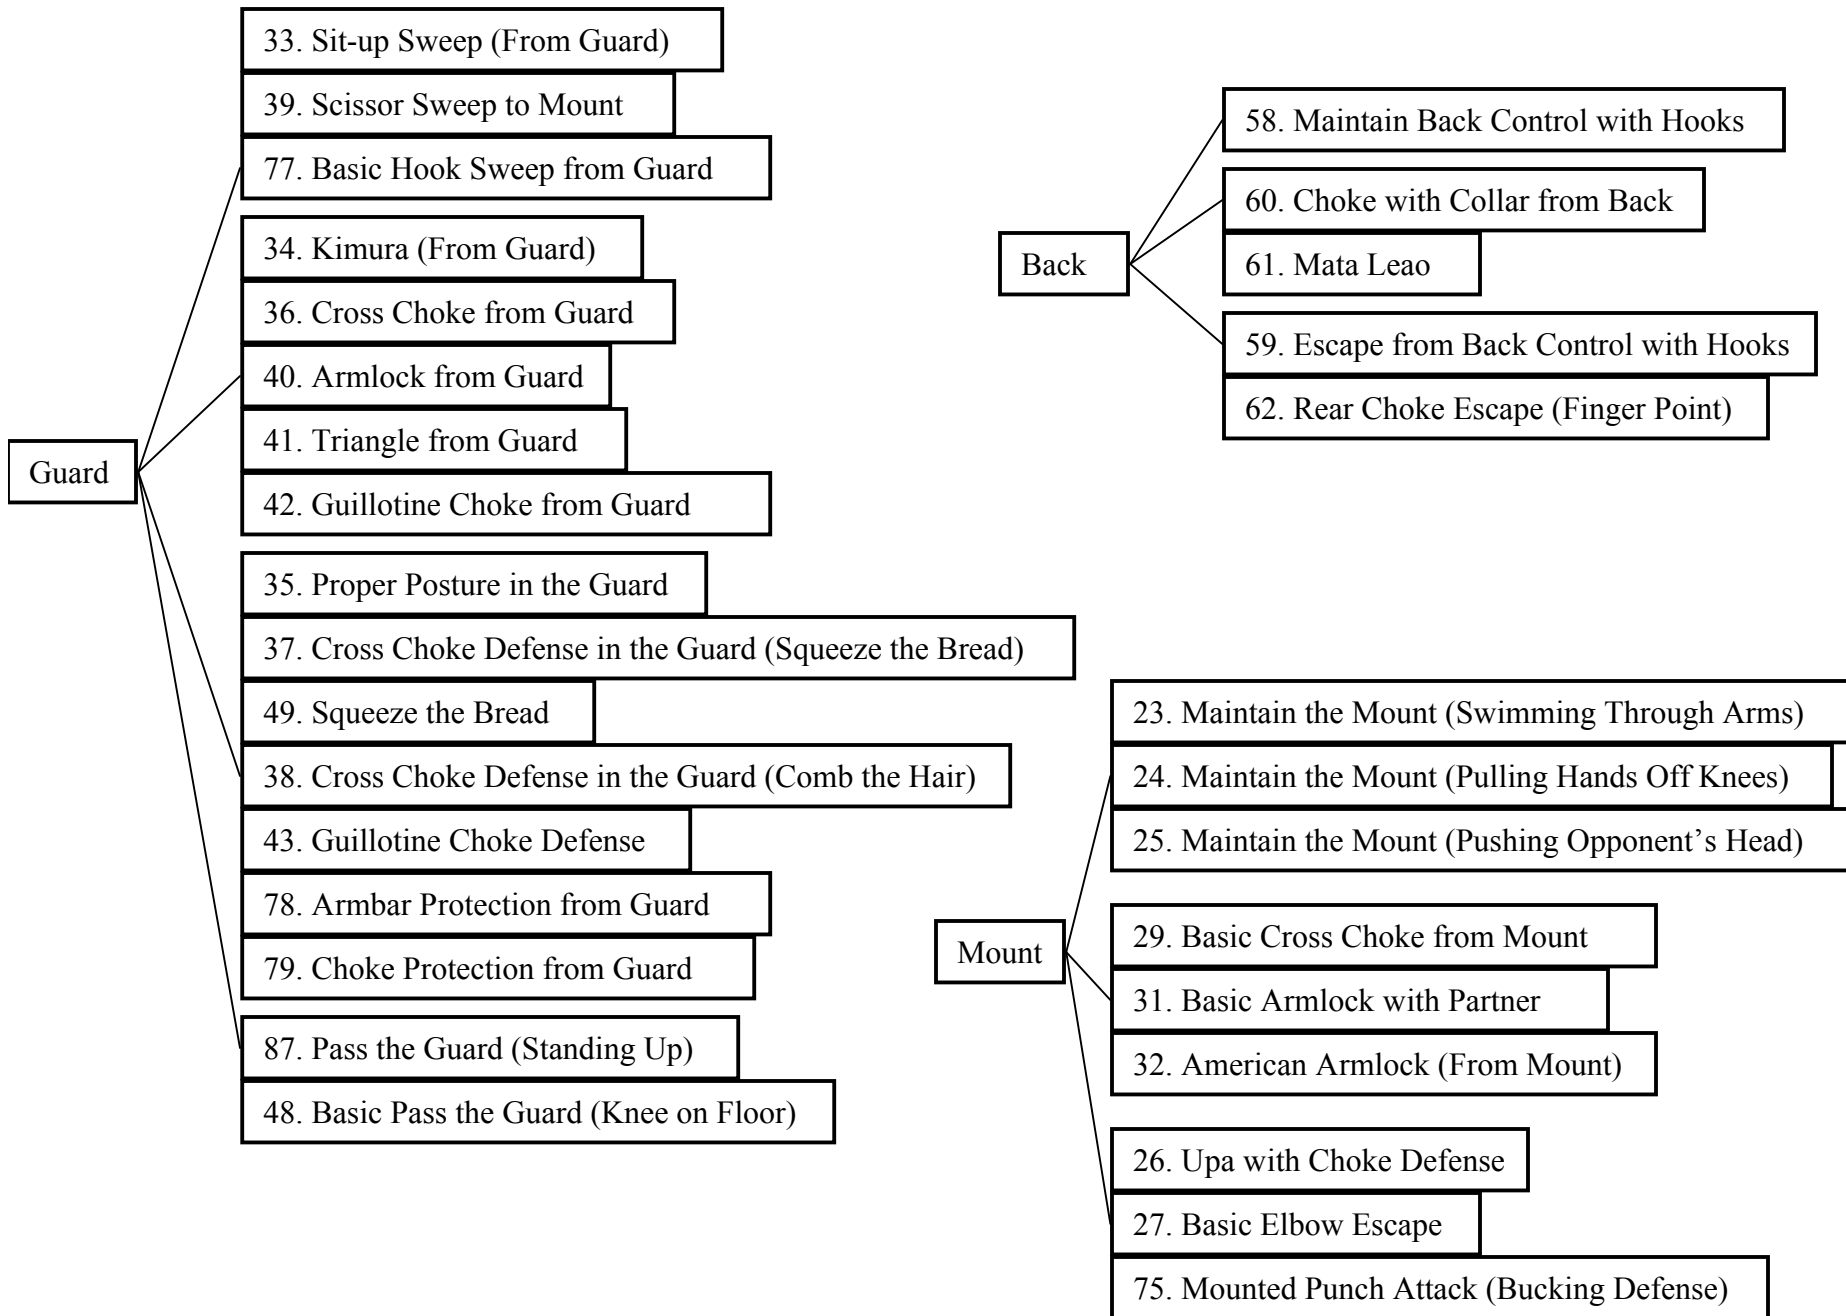 Guard
33. Sit-up Sweep (From Guard)
39. Scissor Sweep to Mount
77. Basic Hook Sweep from Guard
34. Kimura (From Guard)
36. Cross Choke from Guard
40. Armlock from Guard
41. Triangle from Guard
42. Guillotine Choke from Guard
35. Proper Posture in the Guard
37. Cross Choke Defense in the Guard (Squeeze the Bread)
49. Squeeze the Bread
38. Cross Choke Defense in the Guard (Comb the Hair)
43. Guillotine Choke Defense
78. Armbar Protection from Guard
79. Choke Protection from Guard
87. Pass the Guard (Standing Up)
48. Basic Pass the Guard (Knee on Floor)
Back
58. Maintain Back Control with Hooks
60. Choke with Collar from Back
61. Mata Leao
59. Escape from Back Control with Hooks
62. Rear Choke Escape (Finger Point)
Mount
23. Maintain the Mount (Swimming Through Arms)
24. Maintain the Mount (Pulling Hands Off Knees)
25. Maintain the Mount (Pushing Opponent’s Head)
29. Basic Cross Choke from Mount
31. Basic Armlock with Partner
32. American Armlock (From Mount)
26. Upa with Choke Defense
27. Basic Elbow Escape
75. Mounted Punch Attack (Bucking Defense)